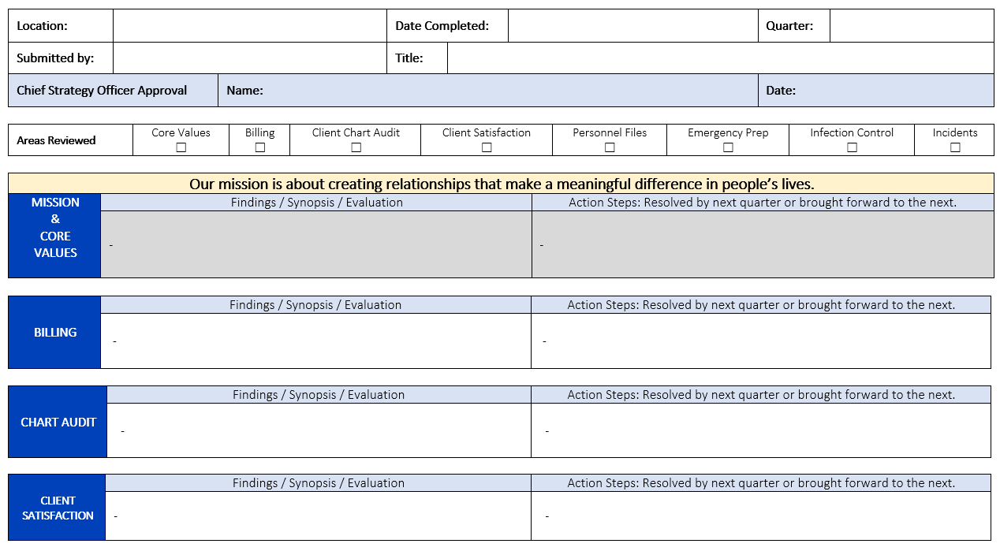 Location: Date Completed: Quarter:
Submitted by: Title:
Chief Strategy Officer Approval Name: Date:
Areas Reviewed Core Values ☐ Billing ☐ Client Chart Audit ☐ Client Satisfaction ☐ Personnel Files ☐ Emergency Prep ☐ Infection Control ☐ Incidents ☐
Our mission is about creating relationships that make a meaningful difference in people’s lives.
MISSION
&
CORE
VALUES
Findings / Synopsis / Evaluation Action Steps: Resolved by next quarter or brought forward to the next.
- -
BILLING
Findings / Synopsis / Evaluation Action Steps: Resolved by next quarter or brought forward to the next.
- -
CHART AUDIT
Findings / Synopsis / Evaluation Action Steps: Resolved by next quarter or brought forward to the next.
- -
CLIENT
SATISFACTION
Findings / Synopsis / Evaluation Action Steps: Resolved by next quarter or brought forward to the next.
- -